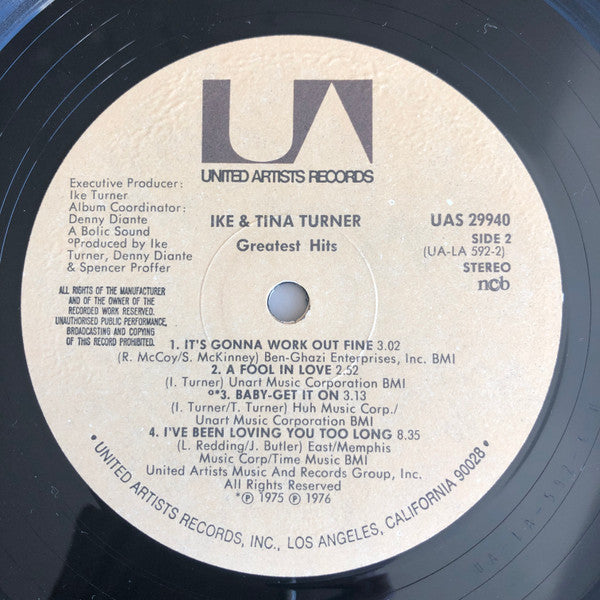 UA
UNITED ARTISTS RECORDS
Executive Producer:
Ike Turner
Album Coordinator:
Denny Diante
A Bolic Sound
°Produced by Ike
Turner, Denny Diante
& Spencer Proffer
ALL RIGHTS OF THE MANUFACTURER
AND OF THE OWNER OF THE
RECORDED WORK RESERVED.
UNAUTHORISED PUBLIC PERFORMANCE,
BROADCASTING AND COPYING
OF THIS RECORD PROHIBITED.
IKE & TINA TURNER
Greatest Hits
UAS 29940
SIDE 2
(UA-LA 592-2)
STEREO
ncb
1. IT'S GONNA WORK OUT FINE 3.02
(R. McCoy/S. McKinney) Ben-Ghazi Enterprises, Inc. BMI
2. A FOOL IN LOVE 2.52
(I. Turner) Unart Music Corporation BMI
°*3. BABY-GET IT ON 3.13
(I. Turner/T. Turner) Huh Music Corp./
Unart Music Corporation BMI
4. I'VE BEEN LOVING YOU TOO LONG 8.35
(L. Redding/J. Butler) East/Memphis
Music Corp/Time Music BMI
United Artists Music And Records Group, Inc.
All Rights Reserved
*℗ 1975 ℗ 1976
• UNITED ARTISTS RECORDS, INC., LOS ANGELES, CALIFORNIA 90028 •